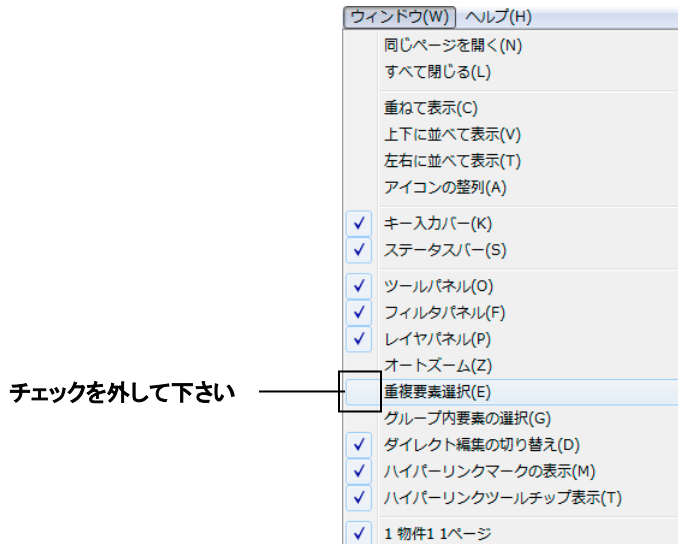 ウィンドウ(W) ヘルプ(H)
同じページを開く(N)
すべて閉じる(L)
重ねて表示(C)
上下に並べて表示(V)
左右に並べて表示(T)
アイコンの整列(A)
キー入力バー(K)
ステータスバー(S)
ツールパネル(O)
フィルタパネル(F)
レイヤパネル(P)
オートズーム(Z)
チェックを外して下さい
重複要素選択(E)
グループ内要素の選択(G)
ダイレクト編集の切り替え(D)
ハイパーリンクマークの表示(M)
ハイパーリンクツールチップ表示(T)
1 物件1 1ページ